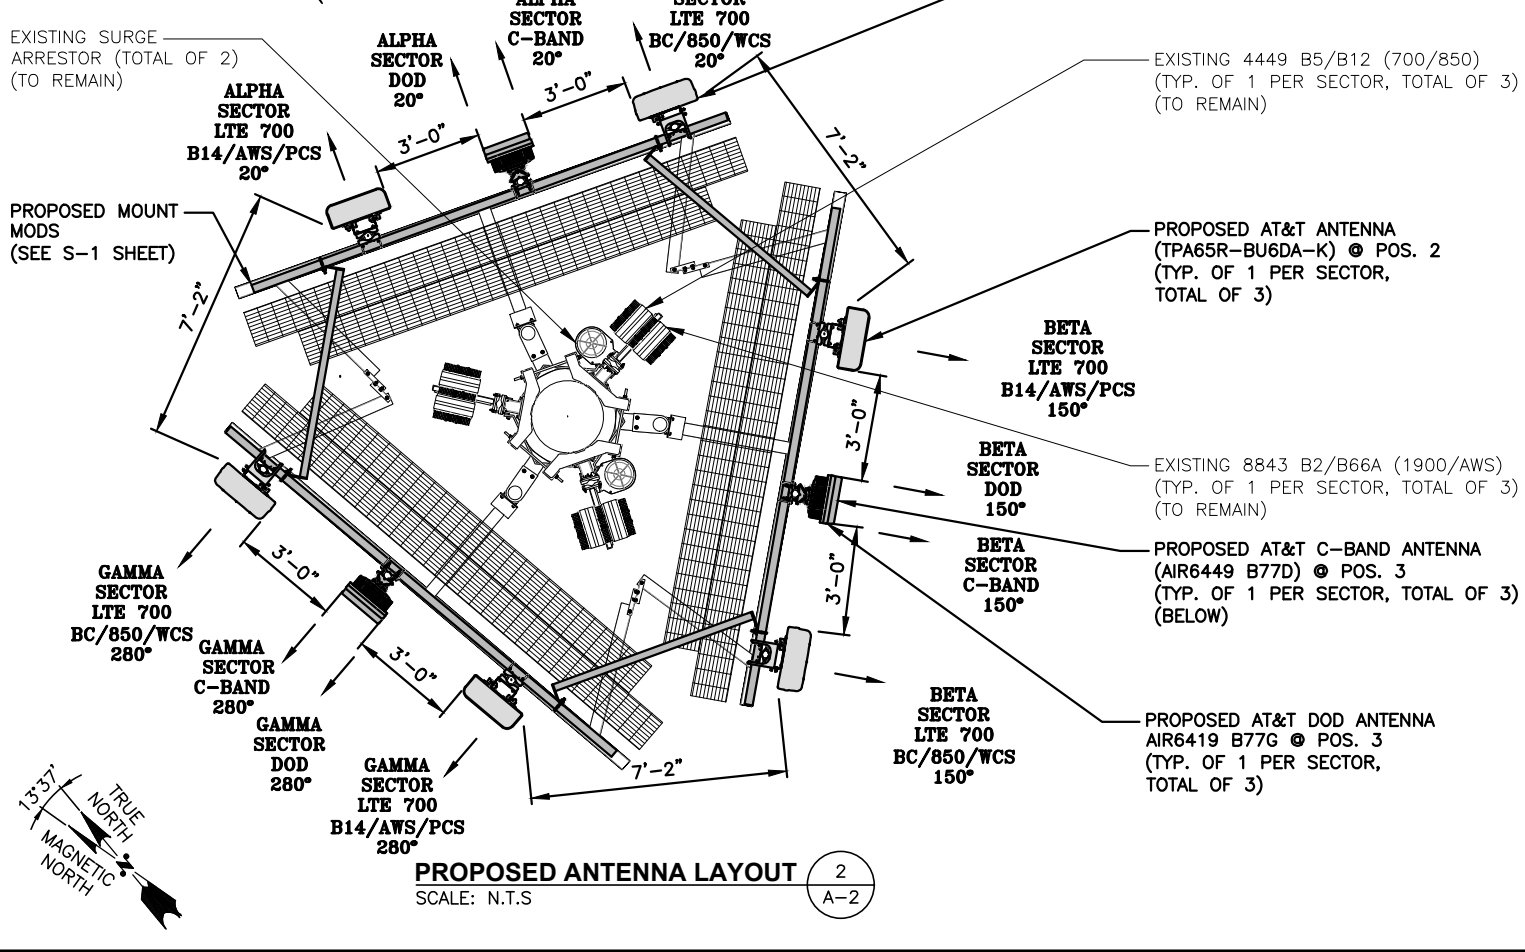 EXISTING SURGE
ARRESTOR (TOTAL OF 2)
(TO REMAIN)
ALPHA
SECTOR
LTE 700
B14/AWS/PCS
20°
ALPHA
SECTOR
DOD
20°
ALPHA
SECTOR
C-BAND
20°
SECTOR
LTE 700
BC/850/WCS
20°
3'-0"
3'-0"
7'-2"
7'-2"
PROPOSED MOUNT
MODS
(SEE S-1 SHEET)
EXISTING 4449 B5/B12 (700/850)
(TYP. OF 1 PER SECTOR, TOTAL OF 3)
(TO REMAIN)
PROPOSED AT&T ANTENNA
(TPA65R-BU6DA-K) @ POS. 2
(TYP. OF 1 PER SECTOR,
TOTAL OF 3)
BETA
SECTOR
LTE 700
B14/AWS/PCS
150°
3'-0"
BETA
SECTOR
DOD
150°
BETA
SECTOR
C-BAND
150°
3'-0"
BETA
SECTOR
LTE 700
BC/850/WCS
150°
EXISTING 8843 B2/B66A (1900/AWS)
(TYP. OF 1 PER SECTOR, TOTAL OF 3)
(TO REMAIN)
PROPOSED AT&T C-BAND ANTENNA
(AIR6449 B77D) @ POS. 3
(TYP. OF 1 PER SECTOR, TOTAL OF 3)
(BELOW)
PROPOSED AT&T DOD ANTENNA
AIR6419 B77G @ POS. 3
(TYP. OF 1 PER SECTOR,
TOTAL OF 3)
GAMMA
SECTOR
LTE 700
BC/850/WCS
280°
3'-0"
GAMMA
SECTOR
C-BAND
280°
3'-0"
GAMMA
SECTOR
DOD
280°
GAMMA
SECTOR
LTE 700
B14/AWS/PCS
280°
7'-2"
13°37'
TRUE
NORTH
MAGNETIC
NORTH
N
PROPOSED ANTENNA LAYOUT
SCALE: N.T.S
2
A-2